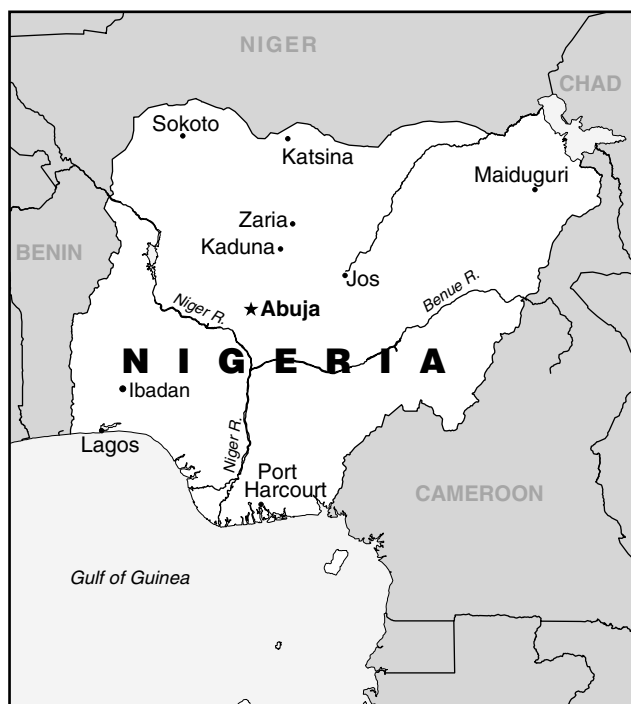 NIGER
CHAD
Sokoto
Katsina
Maiduguri
Zaria
BENIN
Kaduna
Jos
Niger R.
Abuja
Benue R.
NIGERIA
Ibadan
Lagos
Niger R.
Port
Harcourt
CAMEROON
Gulf of Guinea